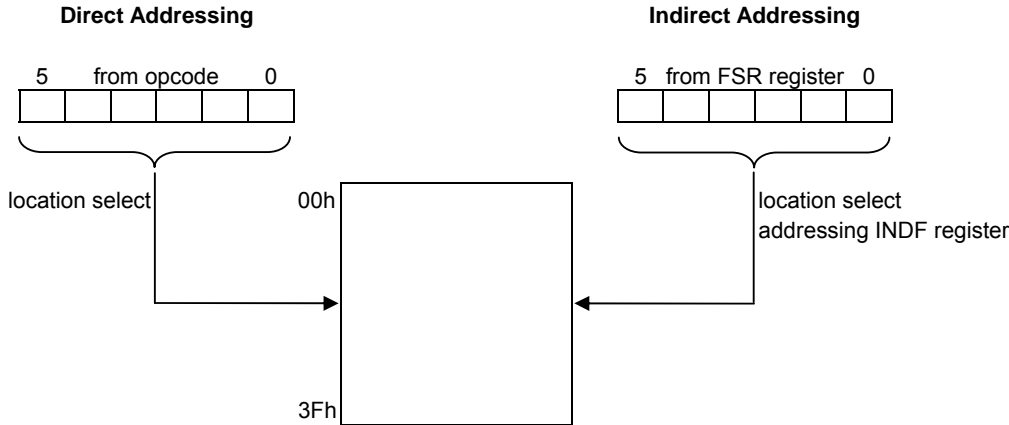 Direct Addressing
Indirect Addressing
5 from opcode 0
5 from FSR register 0
location select
00h
location select
addressing INDF register
3Fh